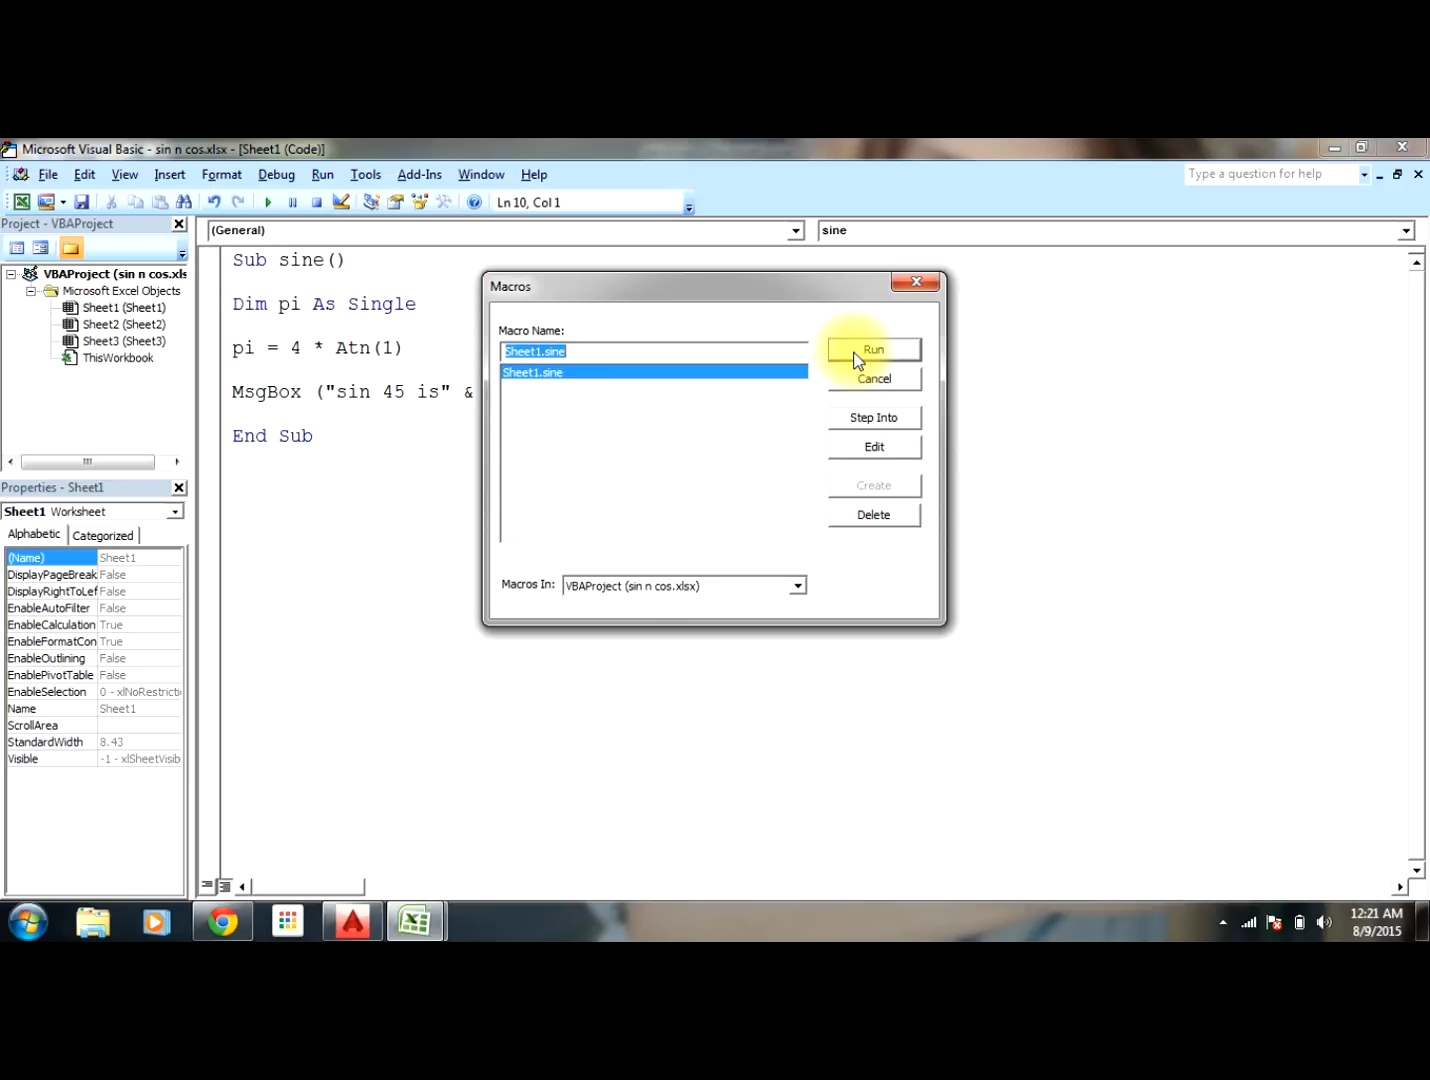 Microsoft Visual Basic - sin n cos.xlsx - [Sheet1 (Code)]
File Edit View Insert Format Debug Run Tools Add-Ins Window Help
Type a question for help
Ln 10, Col 1
Project - VBAProject
(General)
sine
VBAProject (sin n cos.xls
Microsoft Excel Objects
Sheet1 (Sheet1)
Sheet2 (Sheet2)
Sheet3 (Sheet3)
ThisWorkbook
Sub sine()
Dim pi As Single
pi = 4 * Atn(1)
MsgBox ("sin 45 is" &
End Sub
Macros
Macro Name:
Sheet1.sine
Sheet1.sine
Run
Cancel
Step Into
Edit
Create
Delete
Macros In:
VBAProject (sin n cos.xlsx)
Properties - Sheet1
Sheet1 Worksheet
Alphabetic Categorized
(Name) Sheet1
DisplayPageBreak False
DisplayRightToLef False
EnableAutoFilter False
EnableCalculation True
EnableFormatCon True
EnableOutlining False
EnablePivotTable False
EnableSelection 0 - xlNoRestricti
Name Sheet1
ScrollArea
StandardWidth 8.43
Visible -1 - xlSheetVisib
12:21 AM
8/9/2015